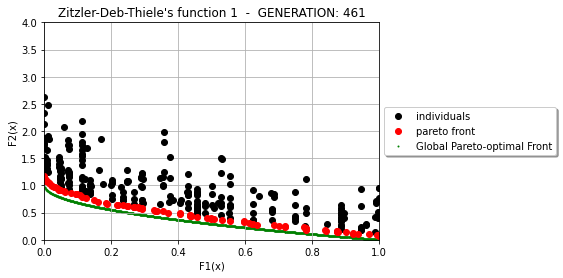 Zitzler-Deb-Thiele's function 1 - GENERATION: 461
4.0
3.5
3.0
2.5
2.0
1.5
1.0
0.5
0.0
F2(x)
0.0 0.2 0.4 0.6 0.8 1.0
F1(x)
individuals
pareto front
Global Pareto-optimal Front